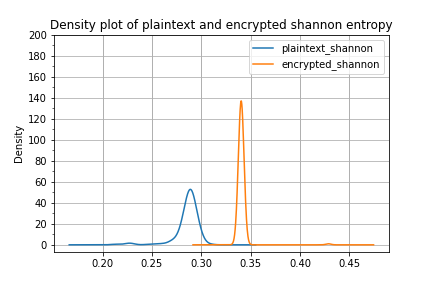 Density plot of plaintext and encrypted shannon entropy
200
180
160
140
120
100
80
60
40
20
0
Density
plaintext_shannon
encrypted_shannon
0.20 0.25 0.30 0.35 0.40 0.45